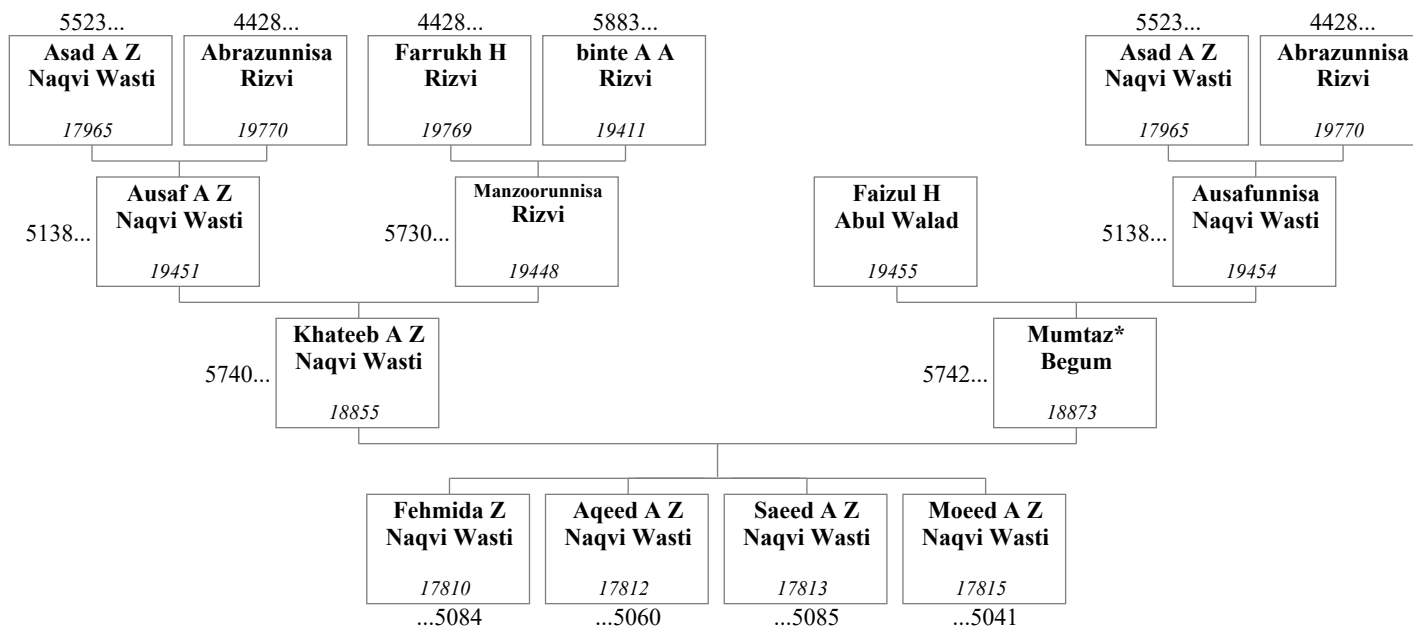 5523...
4428...
4428...
5883...
5523...
4428...
Asad A Z
Naqvi Wasti
17965
Abrazunnisa
Rizvi
19770
Farrukh H
Rizvi
19769
binte A A
Rizvi
19411
Asad A Z
Naqvi Wasti
17965
Abrazunnisa
Rizvi
19770
5138...
Ausaf A Z
Naqvi Wasti
19451
5730...
Manzoorunnisa
Rizvi
19448
Faizul H
Abul Walad
19455
5138...
Ausafunnisa
Naqvi Wasti
19454
5740...
Khateeb A Z
Naqvi Wasti
18855
5742...
Mumtaz*
Begum
18873
Fehmida Z
Naqvi Wasti
17810
...5084
Aqeed A Z
Naqvi Wasti
17812
...5060
Saeed A Z
Naqvi Wasti
17813
...5085
Moeed A Z
Naqvi Wasti
17815
...5041